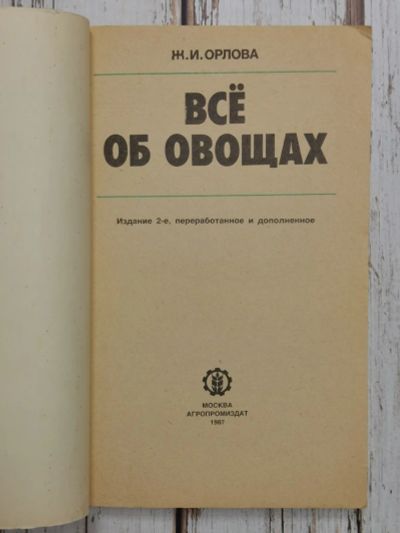 Ж.И.ОРЛОВА
ВСЁ
ОБ ОВОЩАХ
Издание 2-е, переработанное и дополненное
МОСКВА
АГРОПРОМИЗДАТ
1987